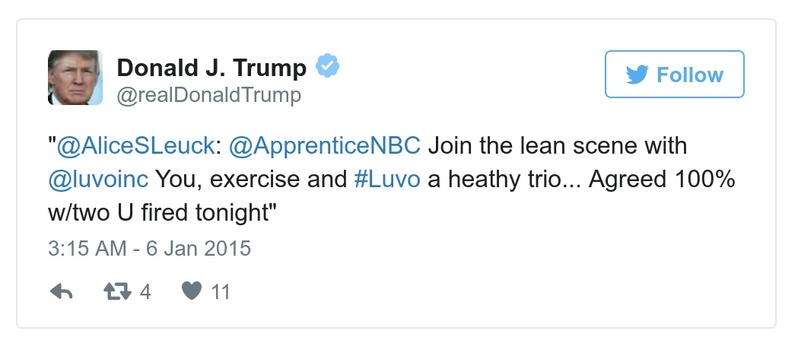 Donald J. Trump
@realDonaldTrump
Follow
"@AliceSLeuck: @ApprenticeNBC Join the lean scene with
@luvoinc You, exercise and #Luvo a heathy trio... Agreed 100%
w/two U fired tonight"
3:15 AM - 6 Jan 2015
4 11